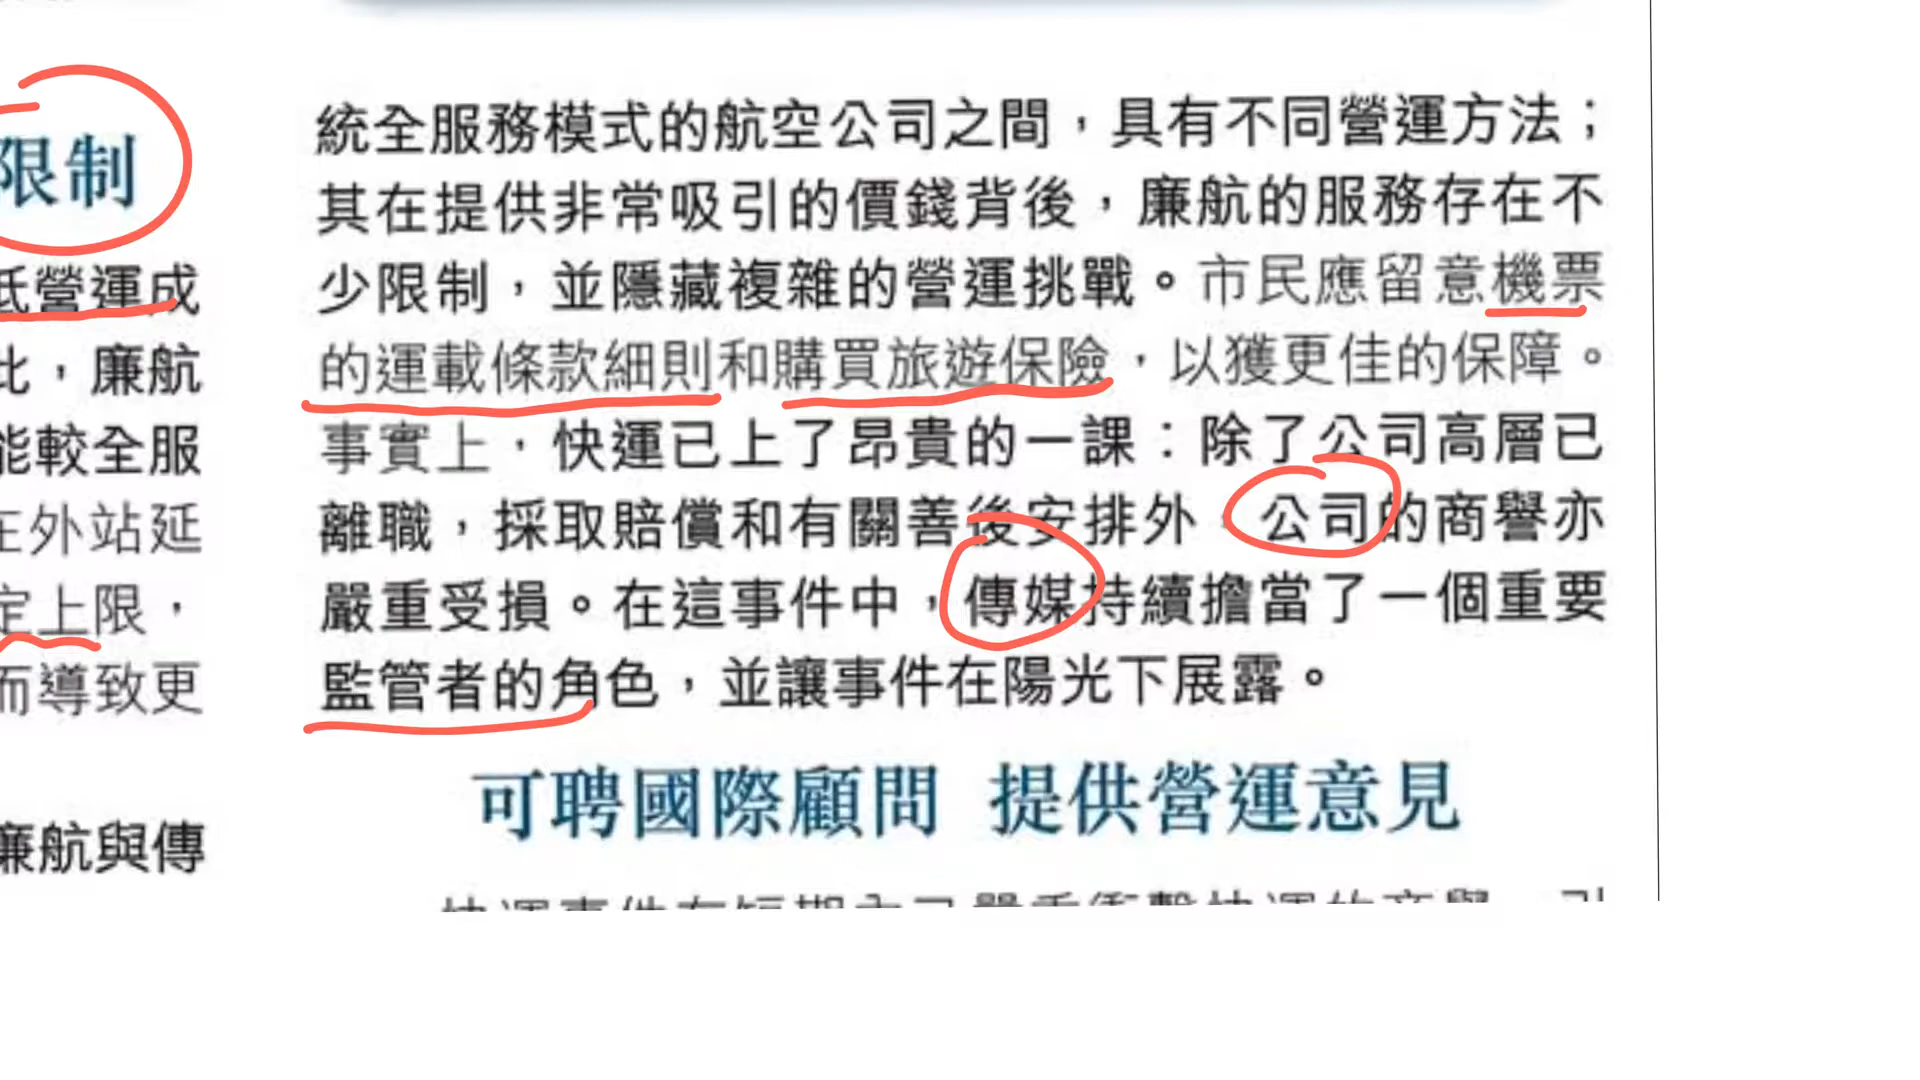 限制
低營運成
比，廉航
能較全服
在外站延
定上限，
而導致更
廉航與傳
統全服務模式的航空公司之間，具有不同營運方法；
其在提供非常吸引的價錢背後，廉航的服務存在不
少限制，並隱藏複雜的營運挑戰。市民應留意機票
的運載條款細則和購買旅遊保險，以獲更佳的保障。
事實上，快運已上了昂貴的一課：除了公司高層已
離職，採取賠償和有關善後安排外，公司的商譽亦
嚴重受損。在這事件中，傳媒持續擔當了一個重要
監管者的角色，並讓事件在陽光下展露。
可聘國際顧問 提供營運意見